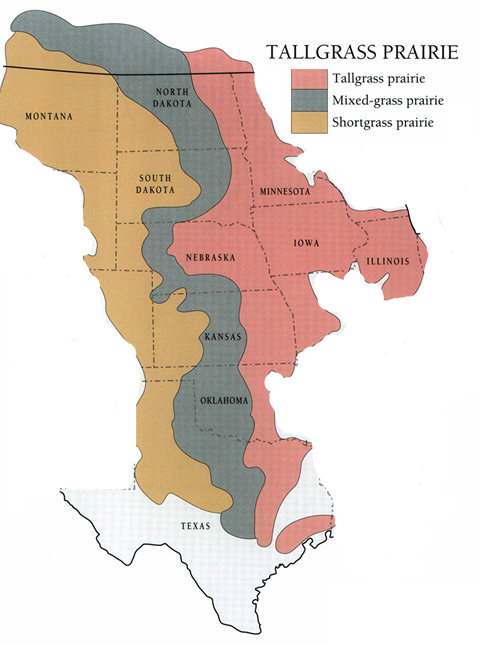 TALLGRASS PRAIRIE
Tallgrass prairie
Mixed-grass prairie
Shortgrass prairie
NORTH
DAKOTA
MONTANA
SOUTH
DAKOTA
MINNESOTA
IOWA
NEBRASKA
ILLINOIS
KANSAS
OKLAHOMA
TEXAS